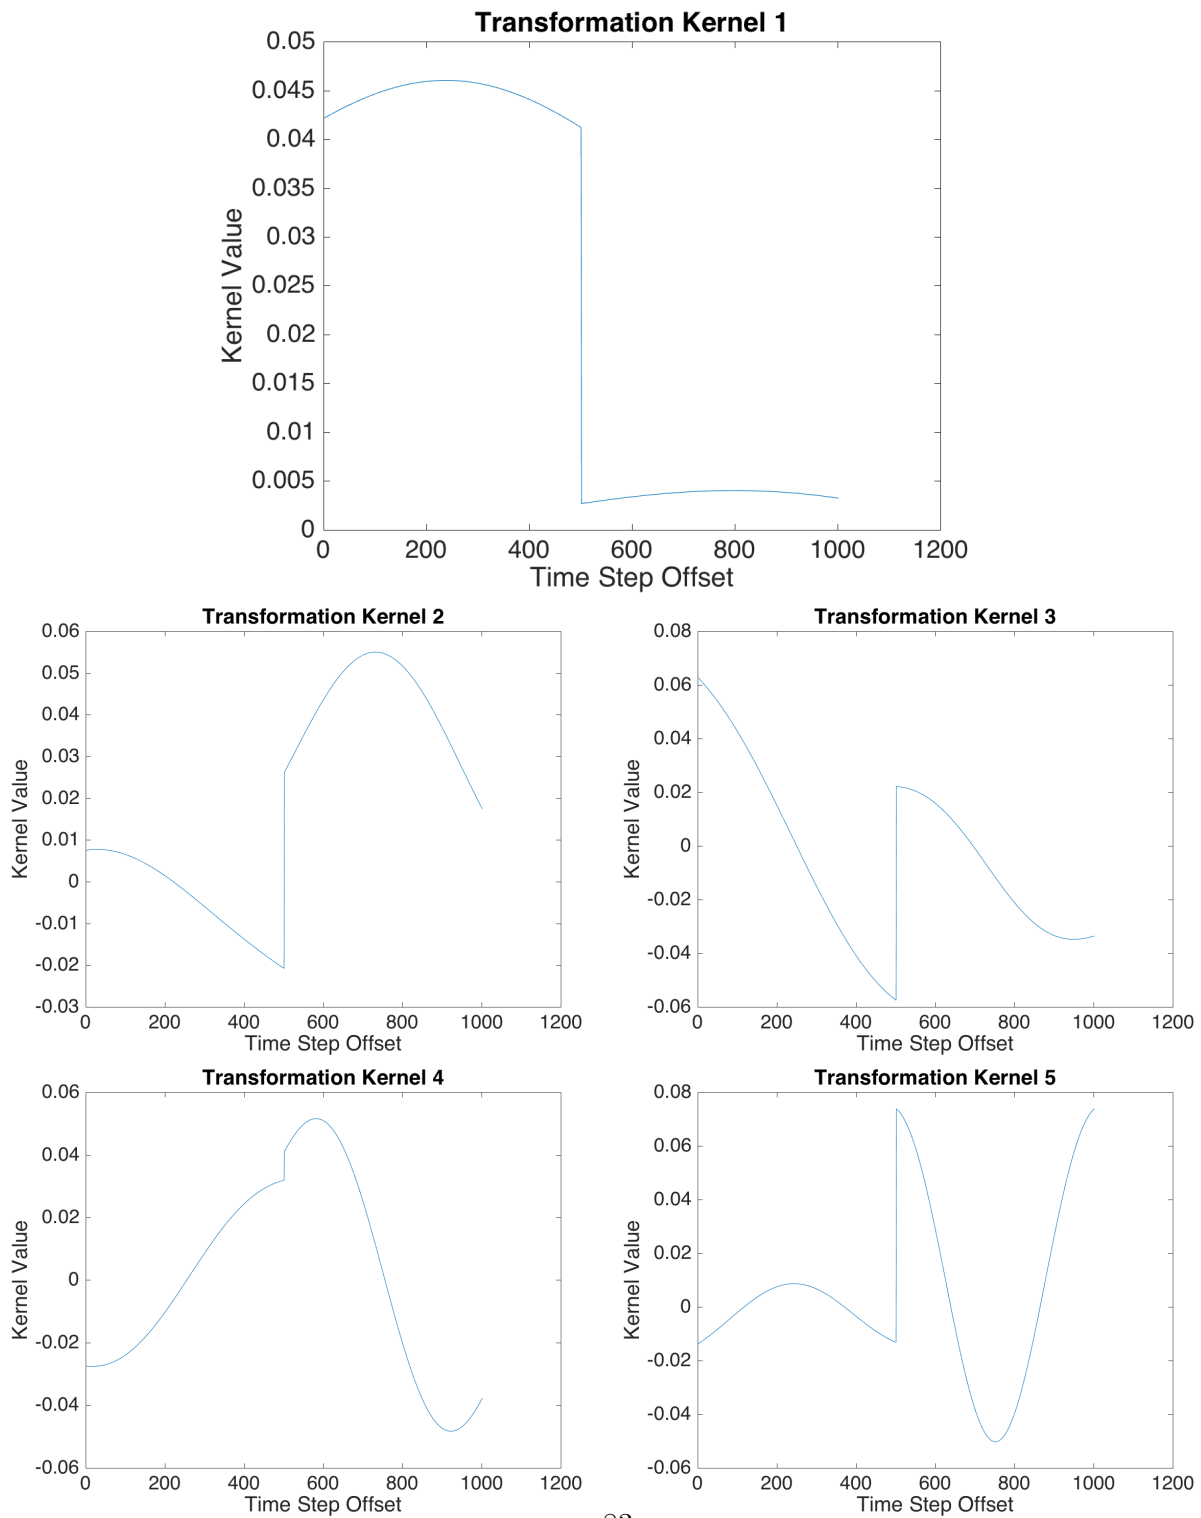 Transformation Kernel 1
0.05
0.045
0.04
0.035
0.03
0.025
0.02
0.015
0.01
0.005
0
Kernel Value
0 200 400 600 800 1000 1200
Time Step Offset
Transformation Kernel 2
0.06
0.05
0.04
0.03
0.02
0.01
0
-0.01
-0.02
-0.03
Kernel Value
0 200 400 600 800 1000 1200
Time Step Offset
Transformation Kernel 3
0.08
0.06
0.04
0.02
0
-0.02
-0.04
-0.06
Kernel Value
0 200 400 600 800 1000 1200
Time Step Offset
Transformation Kernel 4
0.06
0.04
0.02
0
-0.02
-0.04
-0.06
Kernel Value
0 200 400 600 800 1000 1200
Time Step Offset
Transformation Kernel 5
0.08
0.06
0.04
0.02
0
-0.02
-0.04
-0.06
Kernel Value
0 200 400 600 800 1000 1200
Time Step Offset